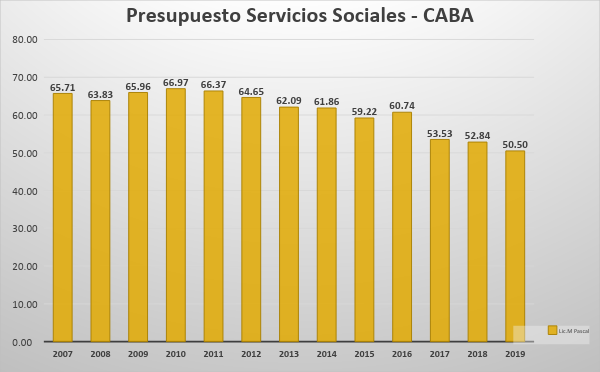 Presupuesto Servicios Sociales - CABA
80.00
70.00
60.00
50.00
40.00
30.00
20.00
10.00
0.00
65.71 63.83 65.96 66.97 66.37 64.65 62.09 61.86 59.22 60.74 53.53 52.84 50.50
2007 2008 2009 2010 2011 2012 2013 2014 2015 2016 2017 2018 2019
Lic.M Pascal